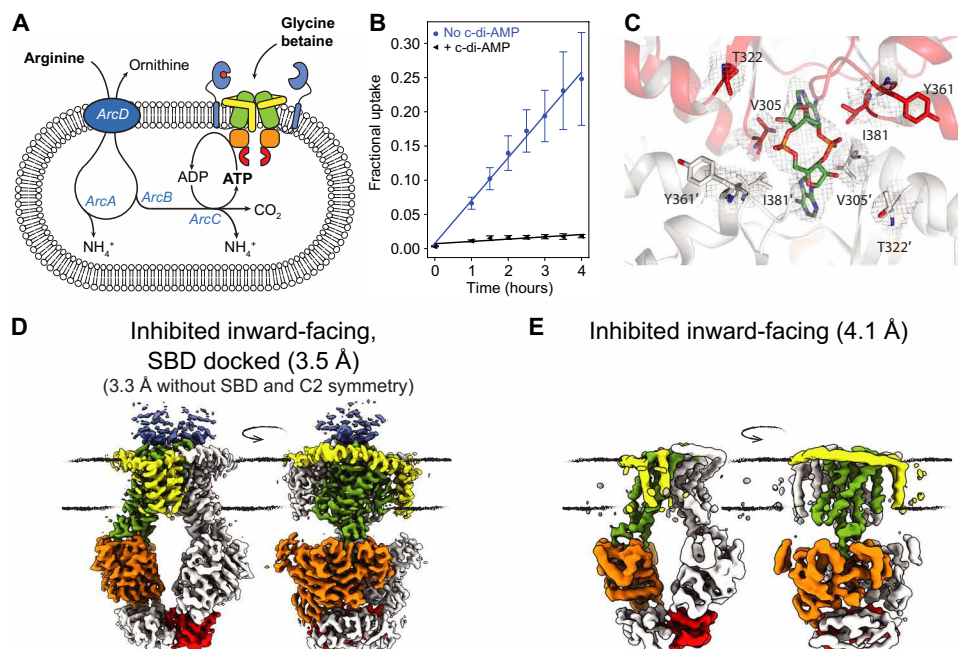 A
Arginine
Ornithine
Glycine
betaine
ArcD
ArcA
ArcB
ArcC
ADP
ATP
CO₂
NH₄⁺
NH₄⁺
B
No c-di-AMP
+ c-di-AMP
Fractional uptake
0.30
0.25
0.20
0.15
0.10
0.05
0.00
0
1
2
3
4
Time (hours)
C
T322
Y361
V305
I381
Y361′
I381′
V305′
T322′
D
Inhibited inward-facing,
SBD docked (3.5 Å)
(3.3 Å without SBD and C2 symmetry)
E
Inhibited inward-facing (4.1 Å)